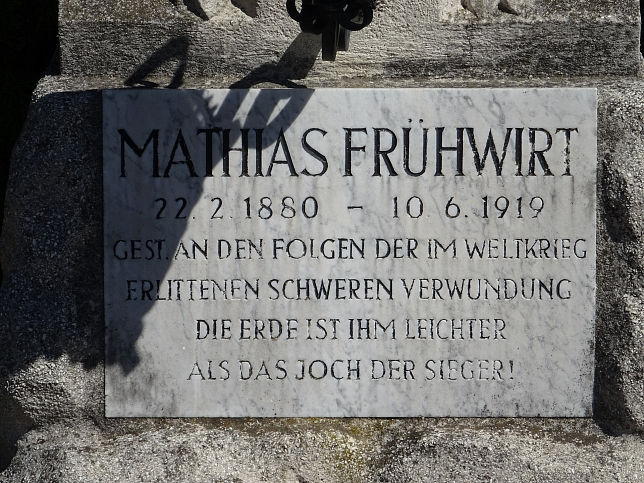 MATHIAS FRÜHWIRT
22.2.1880 – 10.6.1919
GEST. AN DEN FOLGEN DER IM WELTKRIEG
ERLITTENEN SCHWEREN VERWUNDUNG
DIE ERDE IST IHM LEICHTER
ALS DAS JOCH DER SIEGER!